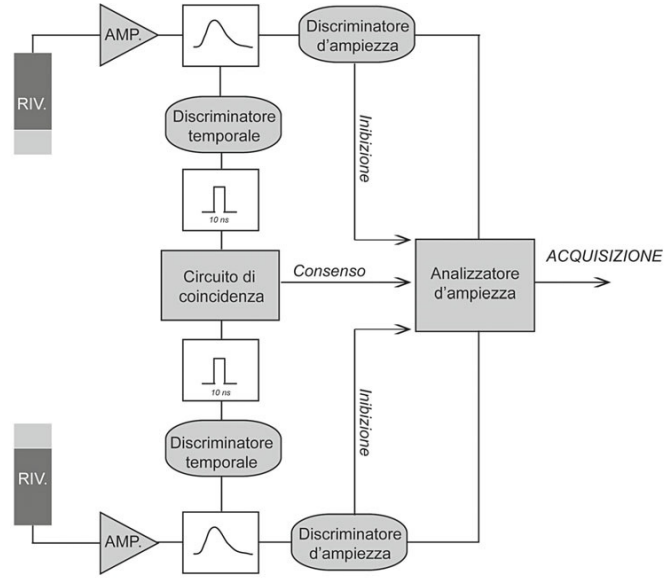 AMP.
Discriminatore
d'ampiezza
RIV.
Discriminatore
temporale
Inibizione
10 ns
Circuito di
coincidenza
Consenso
Analizzatore
d'ampiezza
ACQUISIZIONE
10 ns
Inibizione
Discriminatore
temporale
RIV.
AMP.
Discriminatore
d'ampiezza